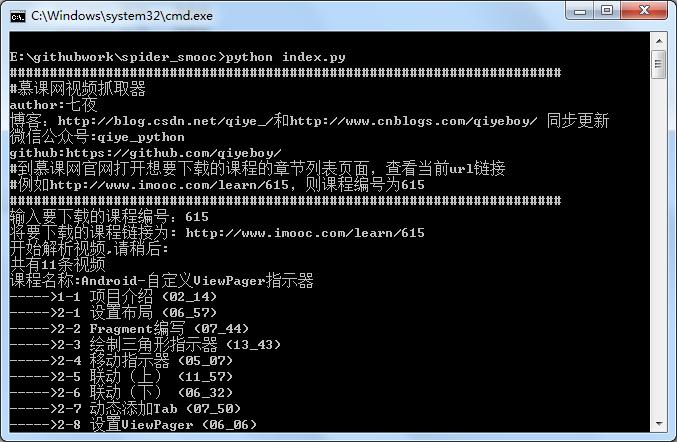 C:\Windows\system32\cmd.exe
E:\githubwork\spider_smooc>python index.py
#####################################################################
#慕课网视频抓取器
author:七夜
博客：http://blog.csdn.net/qiye_/和http://www.cnblogs.com/qiyeboy/ 同步更新
微信公众号:qiye_python
github:https://github.com/qiyeboy/
#到慕课网官网打开想要下载的课程的章节列表页面，查看当前url链接
#例如http://www.imooc.com/learn/615，则课程编号为615
#####################################################################
输入要下载的课程编号：615
将要下载的课程链接为: http://www.imooc.com/learn/615
开始解析视频,请稍后:
共有11条视频
课程名称:Android-自定义ViewPager指示器
----->1-1 项目介绍 (02_14)
----->2-1 设置布局 (06_57)
----->2-2 Fragment编写 (07_44)
----->2-3 绘制三角形指示器 (13_43)
----->2-4 移动指示器 (05_07)
----->2-5 联动（上） (11_57)
----->2-6 联动（下） (06_32)
----->2-7 动态添加Tab (07_50)
----->2-8 设置ViewPager (06_06)